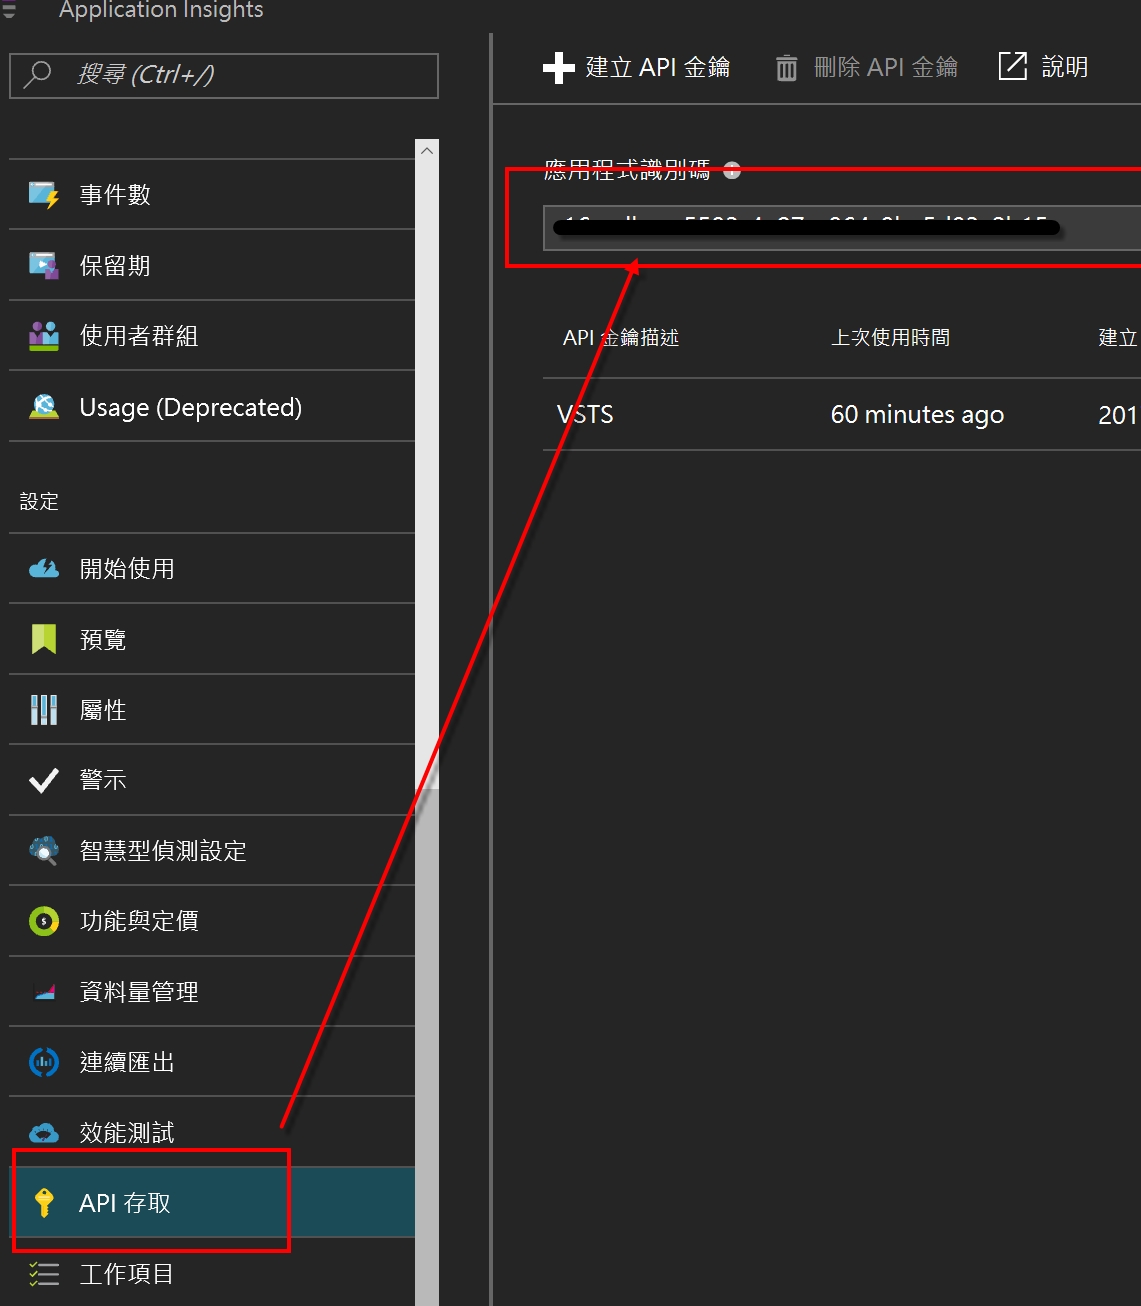 Application Insights
搜尋 (Ctrl+/)
事件數
保留期
使用者群組
Usage (Deprecated)
設定
開始使用
預覽
屬性
警示
智慧型偵測設定
功能與定價
資料量管理
連續匯出
效能測試
API 存取
工作項目
建立 API 金鑰
刪除 API 金鑰
說明
應用程式識別碼
API 金鑰描述
上次使用時間
建立
VSTS
60 minutes ago
201